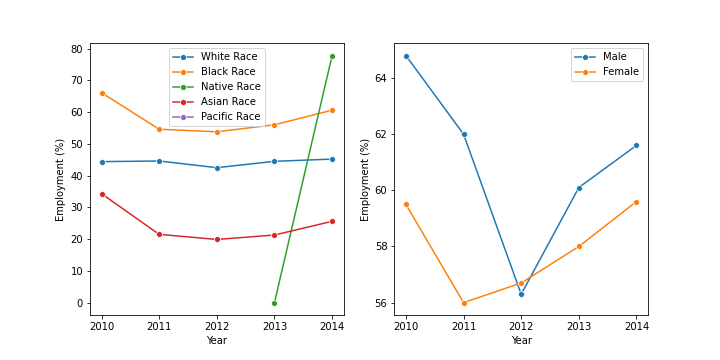 80
70
60
50
40
30
20
10
0
Employment (%)
2010 2011 2012 2013 2014
Year
White Race
Black Race
Native Race
Asian Race
Pacific Race
64
62
60
58
56
Employment (%)
2010 2011 2012 2013 2014
Year
Male
Female